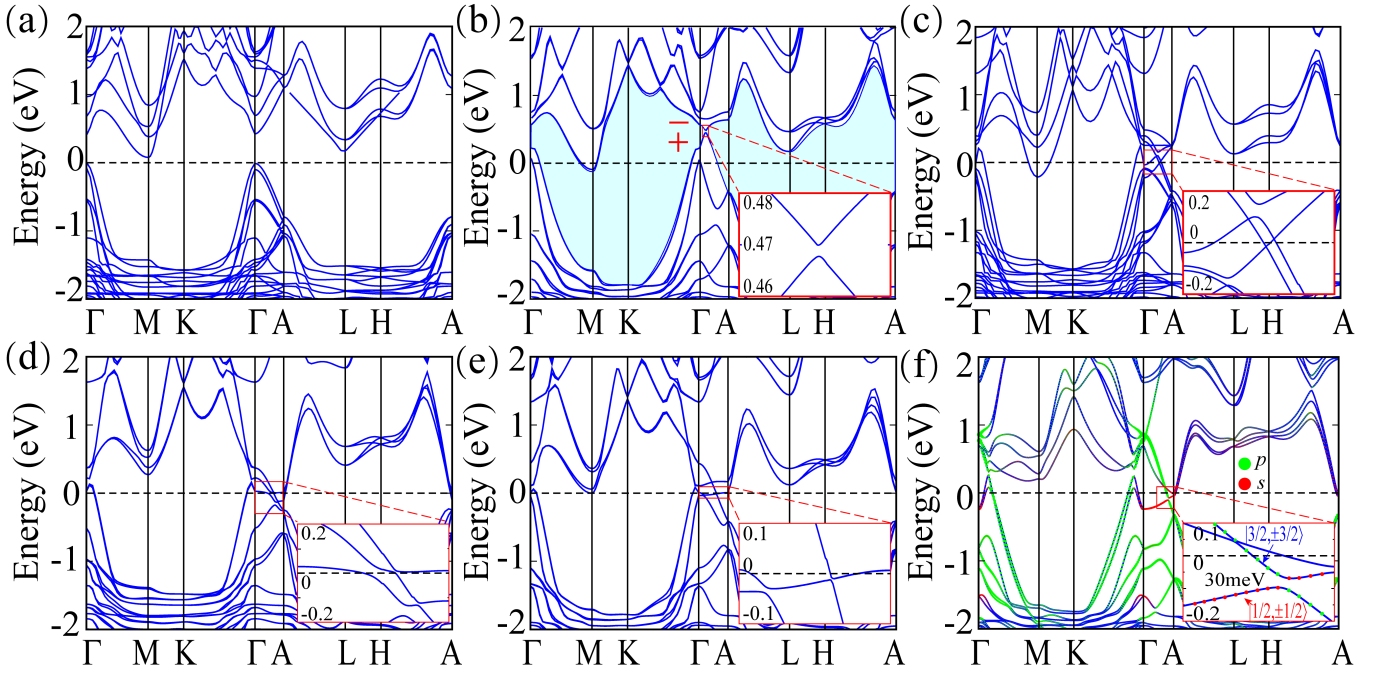 (a) (b) (c)
Energy (eV) Energy (eV) Energy (eV)
2 2 2
1 1 1
0 0 0
-1 -1 -1
-2 -2 -2
− +
0.48 0.47 0.46
0.2 0 -0.2
Γ M K Γ A L H A Γ M K Γ A L H A Γ M K Γ A L H A
(d) (e) (f)
Energy (eV) Energy (eV) Energy (eV)
2 2 2
1 1 1
0 0 0
-1 -1 -1
-2 -2 -2
0.2 0 -0.2
0.1 0 -0.1
p
s
0.1 |3/2,±3/2⟩
0
30meV
-0.2 |1/2,±1/2⟩
Γ M K Γ A L H A Γ M K Γ A L H A Γ M K Γ A L H A